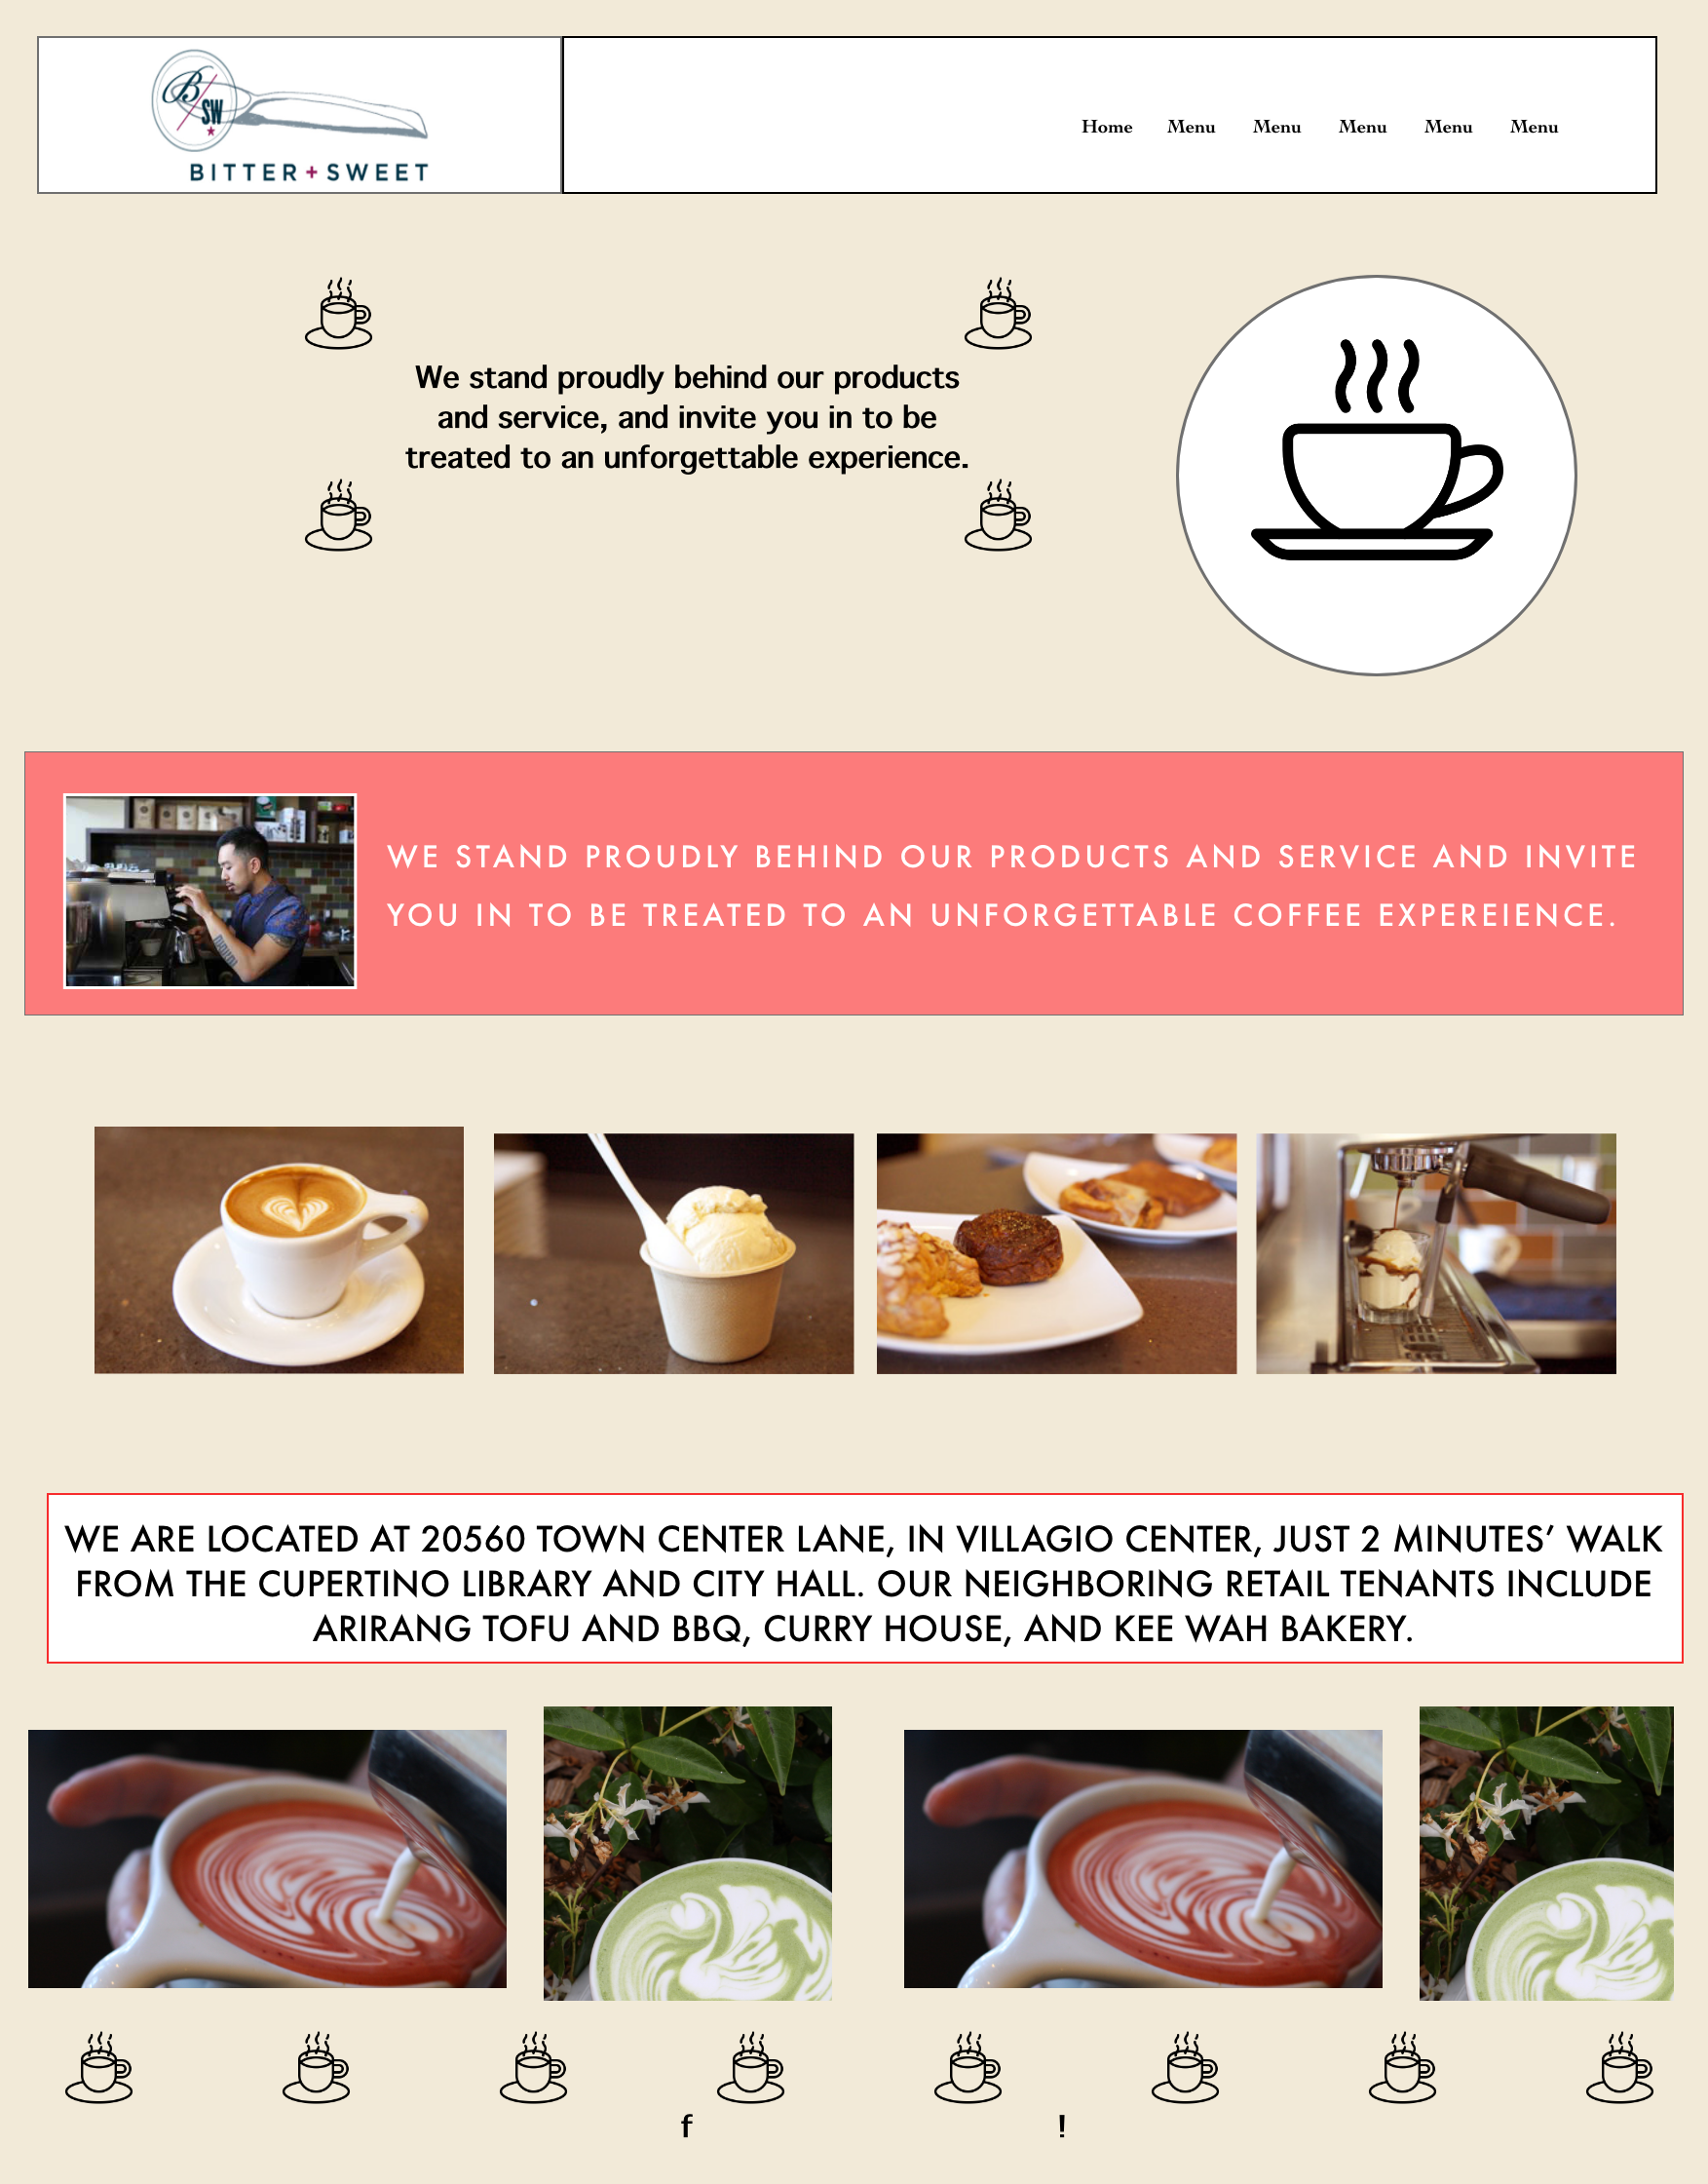 B SW
BITTER + SWEET
Home Menu Menu Menu Menu Menu
We stand proudly behind our products
and service, and invite you in to be
treated to an unforgettable experience.
WE STAND PROUDLY BEHIND OUR PRODUCTS AND SERVICE AND INVITE
YOU IN TO BE TREATED TO AN UNFORGETTABLE COFFEE EXPEREIENCE.
WE ARE LOCATED AT 20560 TOWN CENTER LANE, IN VILLAGIO CENTER, JUST 2 MINUTES’ WALK
FROM THE CUPERTINO LIBRARY AND CITY HALL. OUR NEIGHBORING RETAIL TENANTS INCLUDE
ARIRANG TOFU AND BBQ, CURRY HOUSE, AND KEE WAH BAKERY.
f !